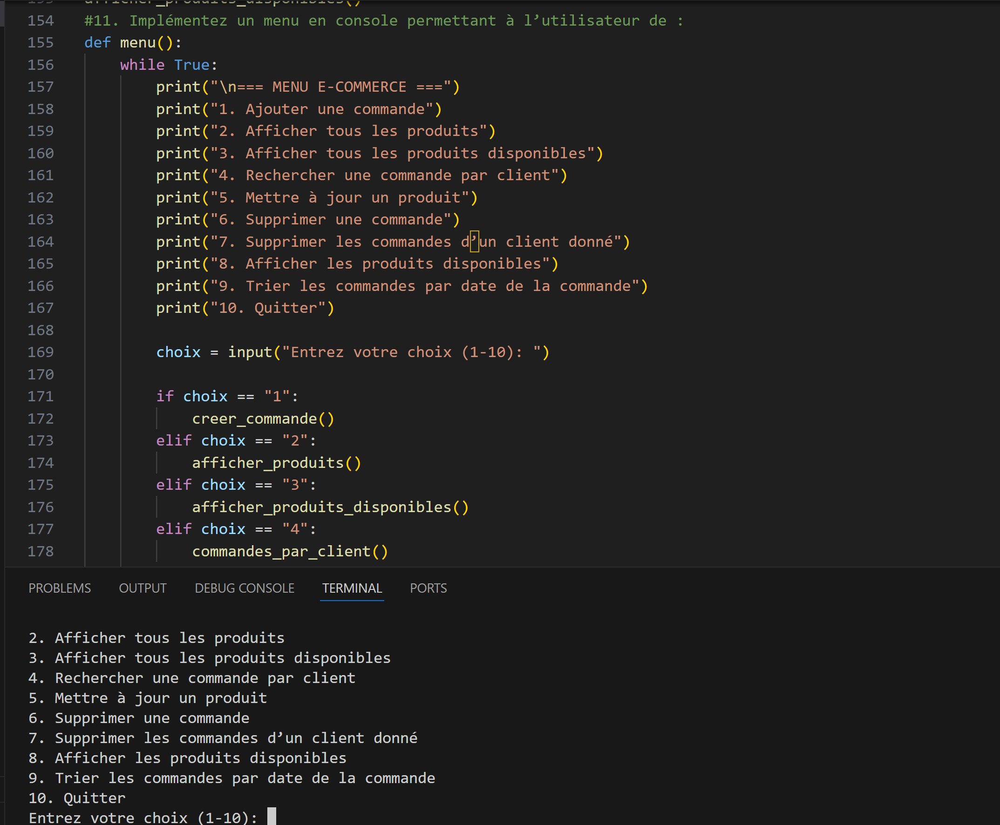 153 afficher_produits_disponibles()
154 #11. Implémentez un menu en console permettant à l’utilisateur de :
155 def menu():
156 while True:
157 print("\n=== MENU E-COMMERCE ===")
158 print("1. Ajouter une commande")
159 print("2. Afficher tous les produits")
160 print("3. Afficher tous les produits disponibles")
161 print("4. Rechercher une commande par client")
162 print("5. Mettre à jour un produit")
163 print("6. Supprimer une commande")
164 print("7. Supprimer les commandes d’un client donné")
165 print("8. Afficher les produits disponibles")
166 print("9. Trier les commandes par date de la commande")
167 print("10. Quitter")
168
169 choix = input("Entrez votre choix (1-10): ")
170
171 if choix == "1":
172 creer_commande()
173 elif choix == "2":
174 afficher_produits()
175 elif choix == "3":
176 afficher_produits_disponibles()
177 elif choix == "4":
178 commandes_par_client()
PROBLEMS OUTPUT DEBUG CONSOLE TERMINAL PORTS
2. Afficher tous les produits
3. Afficher tous les produits disponibles
4. Rechercher une commande par client
5. Mettre à jour un produit
6. Supprimer une commande
7. Supprimer les commandes d’un client donné
8. Afficher les produits disponibles
9. Trier les commandes par date de la commande
10. Quitter
Entrez votre choix (1-10):